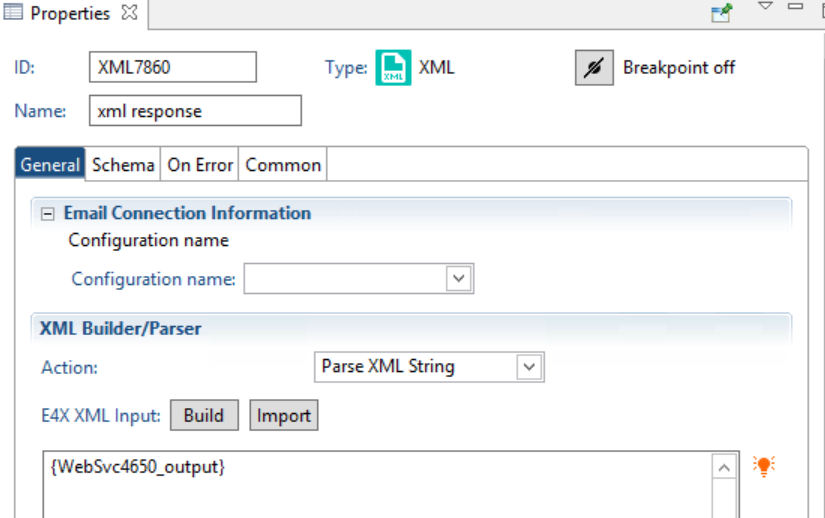 Properties
ID: XML7860 Type: XML XML Breakpoint off
Name: xml response
General Schema On Error Common
Email Connection Information
Configuration name
Configuration name:
XML Builder/Parser
Action: Parse XML String
E4X XML Input: Build Import
{WebSvc4650_output}